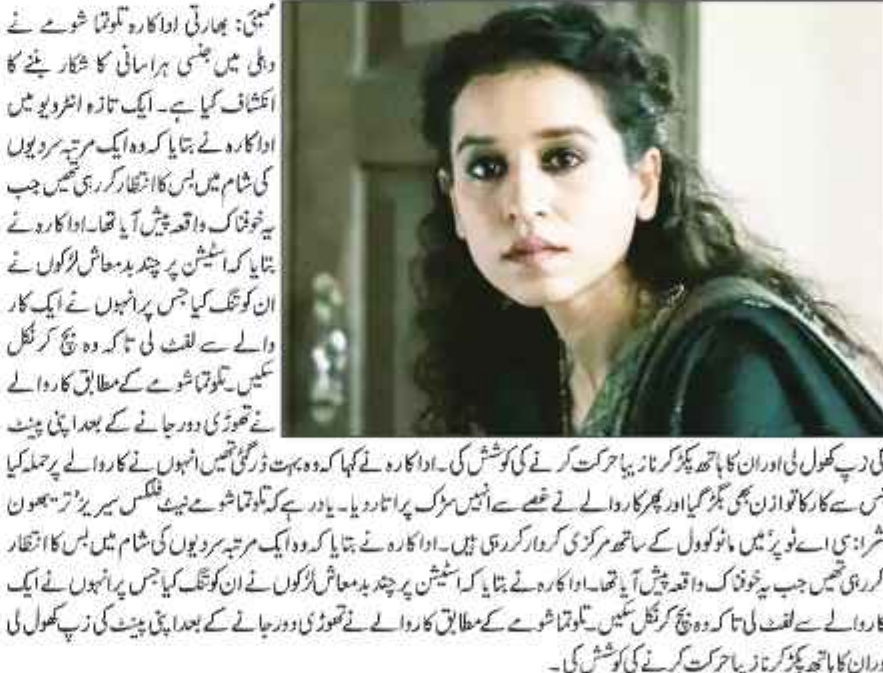 ممبئی: بھارتی اداکارہ تلوتما شومے نے
دہلی میں جنسی ہراسانی کا شکار بننے کا
انکشاف کیا ہے۔ ایک تازہ انٹرویو میں
اداکارہ نے بتایا کہ وہ ایک مرتبہ سردیوں
کی شام میں بس کا انتظار کر رہی تھیں جب
یہ خوفناک واقعہ پیش آیا تھا۔ اداکارہ نے
بتایا کہ اسٹیشن پر چند بدمعاش لڑکوں نے
ان کو تنگ کیا جس پر انہوں نے ایک کار
والے سے لفٹ لی تاکہ وہ بچ کر نکل
سکیں۔ تلوتما شومے کے مطابق کار والے
نے تھوڑی دور جانے کے بعد اپنی پینٹ
کی زپ کھول لی اور ان کا ہاتھ پکڑ کر نازیبا حرکت کرنے کی کوشش کی۔ اداکارہ نے کہا کہ وہ بہت ڈر گئی تھیں انہوں نے کار والے پر حملہ کیا
جس سے کار کا توازن بھی بگڑ گیا اور پھر کار والے نے غصے سے انہیں سڑک پر اتار دیا۔ یاد رہے کہ تلوتما شومے نیٹ فلکس سیریز 'تریبھون
مشرا: سی اے ٹوپر' میں مانو کوول کے ساتھ مرکزی کردار کر رہی ہیں۔ اداکارہ نے بتایا کہ وہ ایک مرتبہ سردیوں کی شام میں بس کا انتظار
کر رہی تھیں جب یہ خوفناک واقعہ پیش آیا تھا۔ اداکارہ نے بتایا کہ اسٹیشن پر چند بدمعاش لڑکوں نے ان کو تنگ کیا جس پر انہوں نے ایک
کار والے سے لفٹ لی تاکہ وہ بچ کر نکل سکیں۔ تلوتما شومے کے مطابق کار والے نے تھوڑی دور جانے کے بعد اپنی پینٹ کی زپ کھول لی
اور ان کا ہاتھ پکڑ کر نازیبا حرکت کرنے کی کوشش کی۔